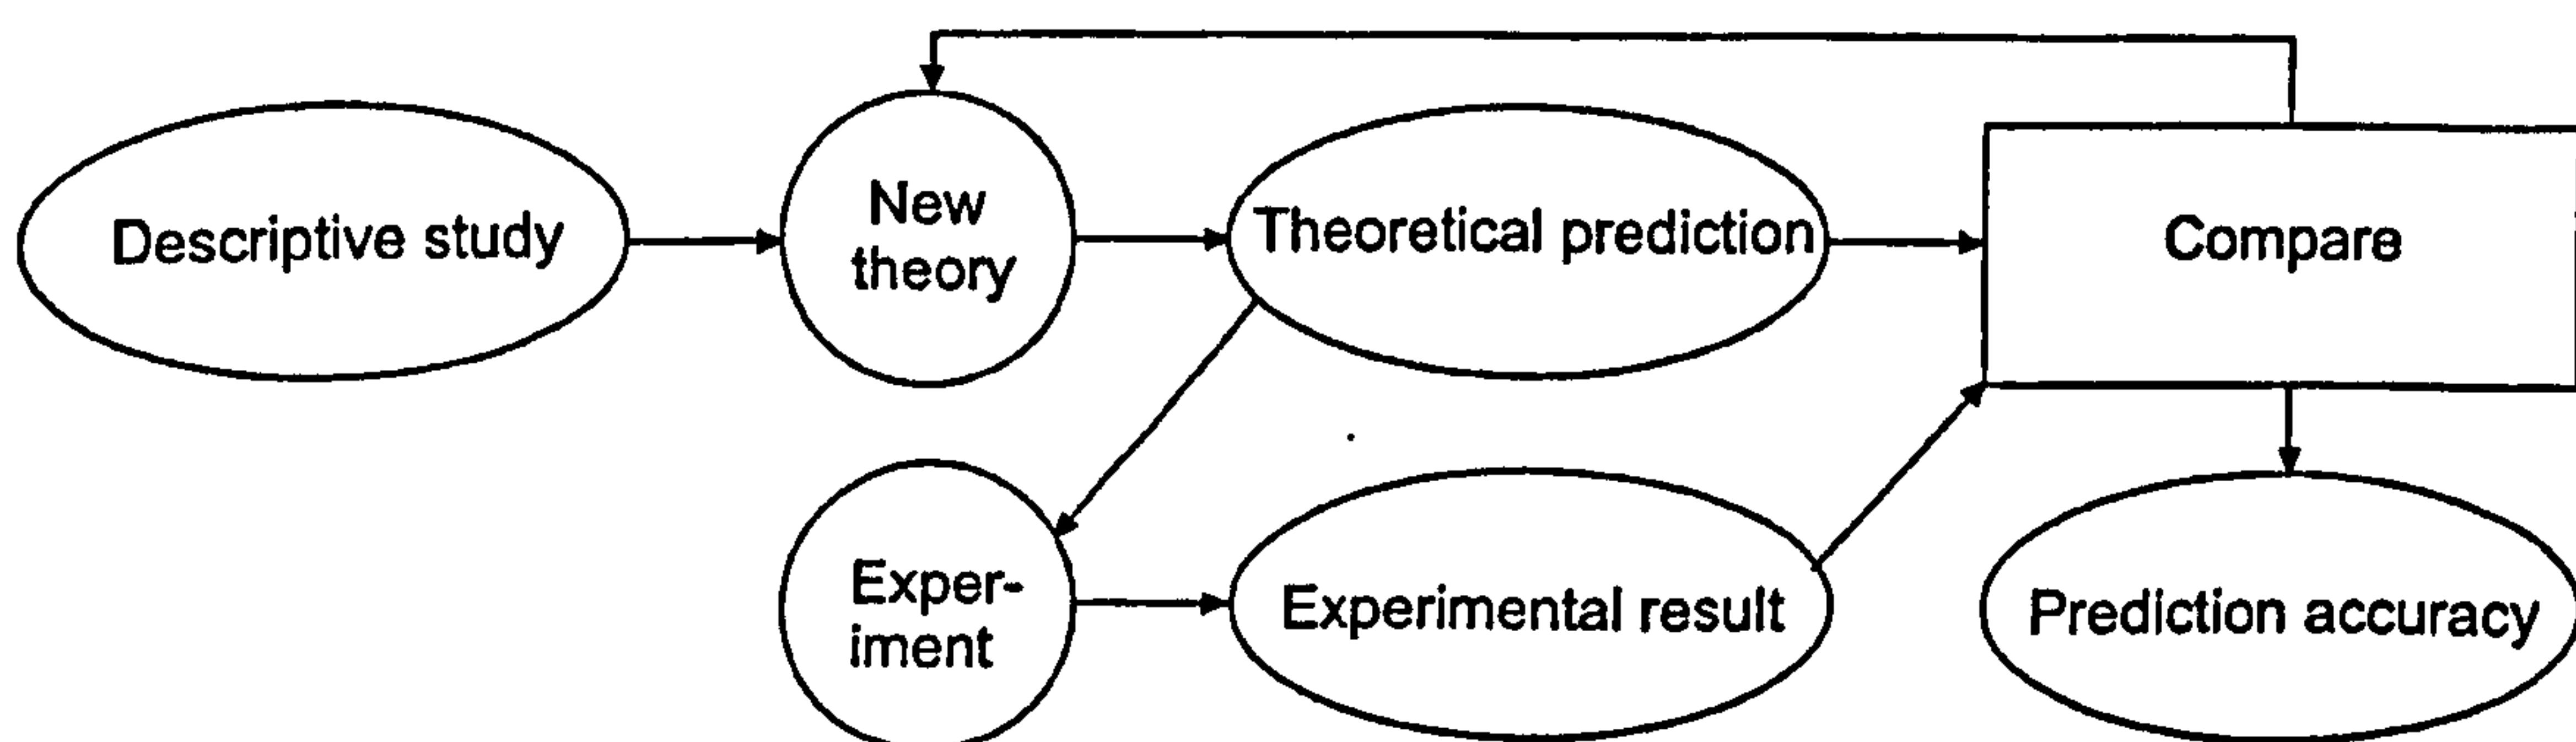 Descriptive study
New
theory
Theoretical prediction
Compare
Exper-
iment
Experimental result
Prediction accuracy